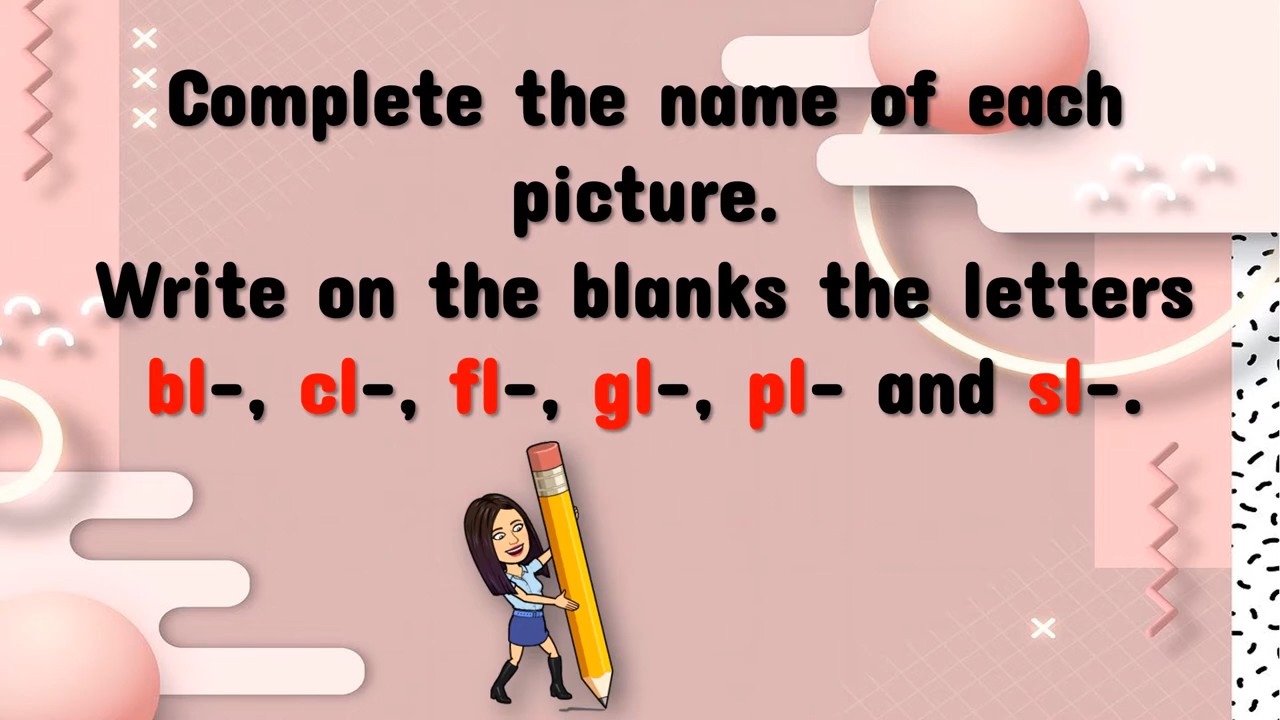 Complete the name of each
picture.
Write on the blanks the letters
bl-, cl-, fl-, gl-, pl- and sl-.